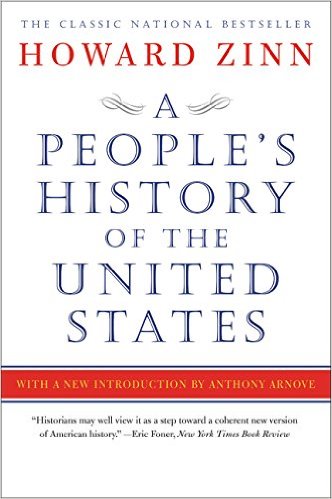 THE CLASSIC NATIONAL BESTSELLER
HOWARD ZINN
A
PEOPLE'S
HISTORY
OF THE
UNITED
STATES
WITH A NEW INTRODUCTION BY ANTHONY ARNOVE
“Historians may well view it as a step toward a coherent new version
of American history.”—Eric Foner, New York Times Book Review